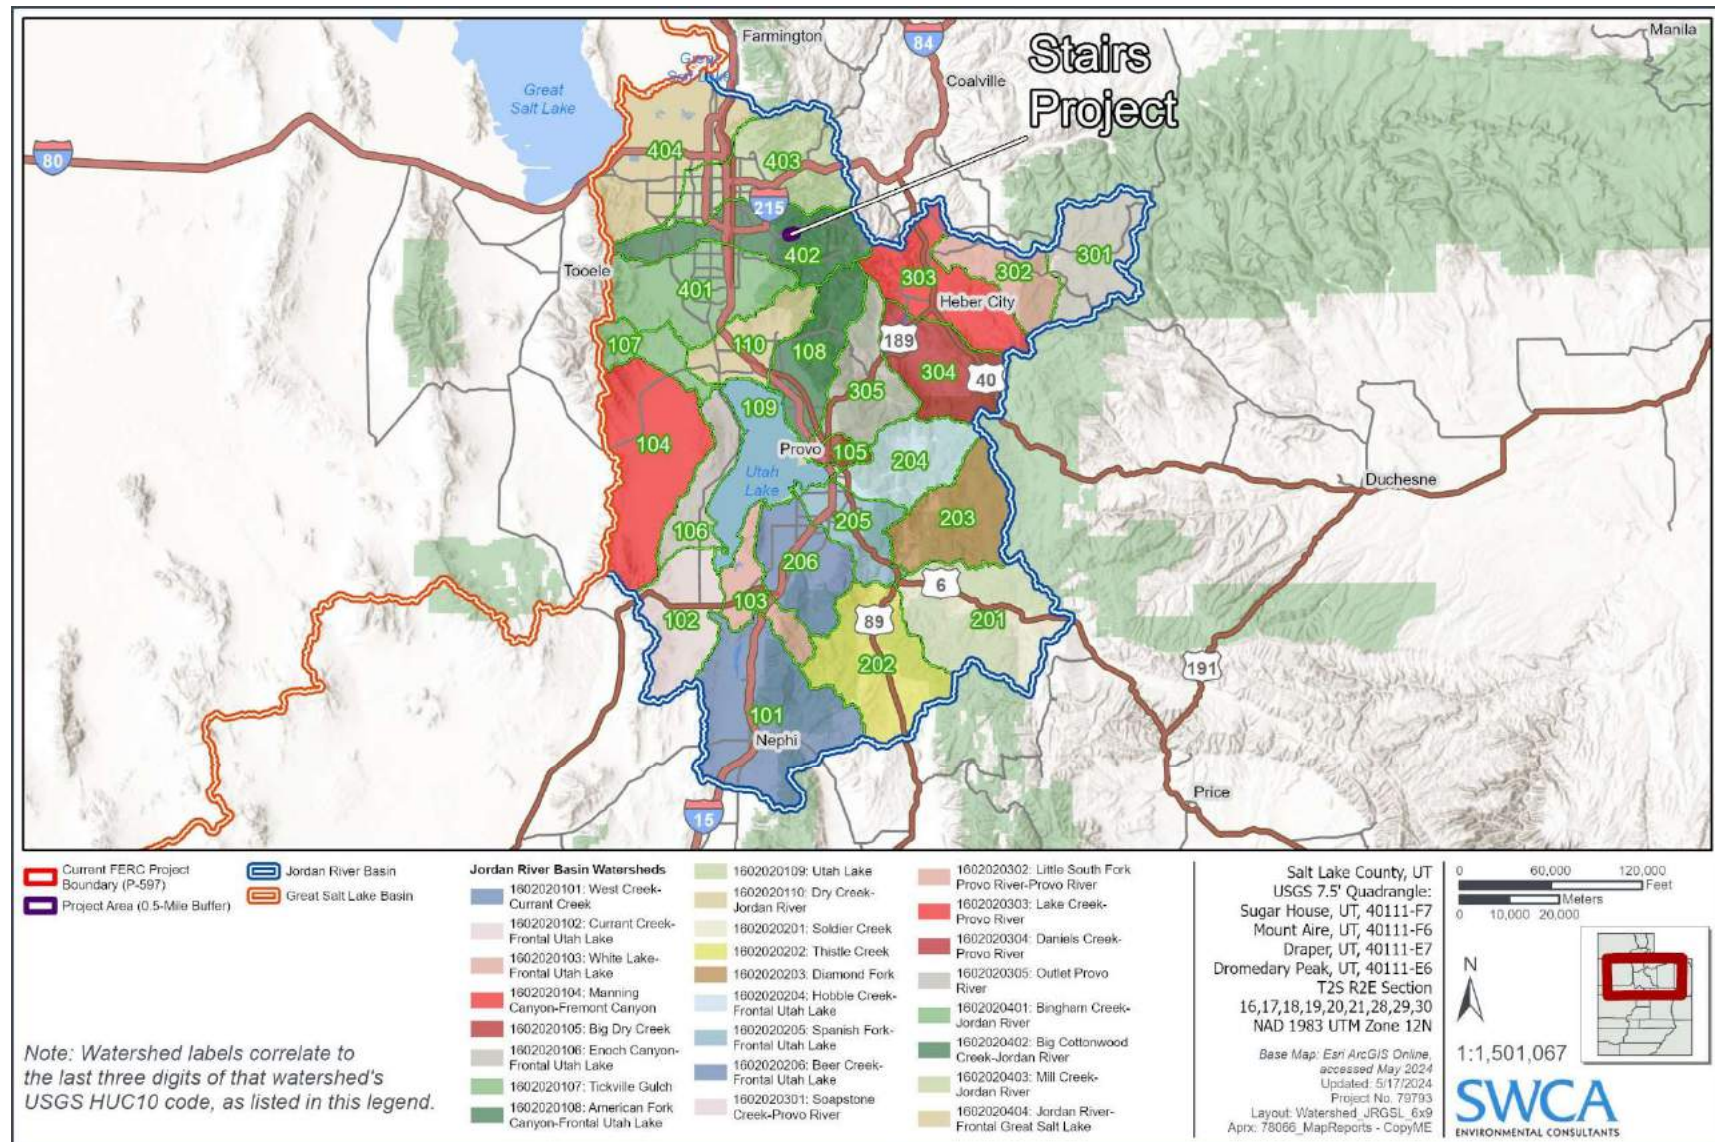 Farmington
84
Manila
Stairs
Project
Great
Salt Lake
Great
Salt Lake
Coalville
80
404
403
215
402
301
303
302
Tooele
401
Heber City
107
110
108
189
304
40
305
109
104
Provo
105
204
Utah
Lake
Duchesne
106
205
203
206
6
103
102
89
201
202
191
101
Nephi
Price
15
Current FERC Project
Boundary (P-597)
Project Area (0.5-Mile Buffer)
Jordan River Basin
Great Salt Lake Basin
Note: Watershed labels correlate to
the last three digits of that watershed's
USGS HUC10 code, as listed in this legend.
Jordan River Basin Watersheds
1602020101: West Creek-
Currant Creek
1602020102: Currant Creek-
Frontal Utah Lake
1602020103: White Lake-
Frontal Utah Lake
1602020104: Manning
Canyon-Fremont Canyon
1602020105: Big Dry Creek
1602020106: Enoch Canyon-
Frontal Utah Lake
1602020107: Tickville Gulch
1602020108: American Fork
Canyon-Frontal Utah Lake
1602020109: Utah Lake
1602020110: Dry Creek-
Jordan River
1602020201: Soldier Creek
1602020202: Thistle Creek
1602020203: Diamond Fork
1602020204: Hobble Creek-
Frontal Utah Lake
1602020205: Spanish Fork-
Frontal Utah Lake
1602020206: Beer Creek-
Frontal Utah Lake
1602020301: Soapstone
Creek-Provo River
1602020302: Little South Fork
Provo River-Provo River
1602020303: Lake Creek-
Provo River
1602020304: Daniels Creek-
Provo River
1602020305: Outlet Provo
River
1602020401: Bingham Creek-
Jordan River
1602020402: Big Cottonwood
Creek-Jordan River
1602020403: Mill Creek-
Jordan River
1602020404: Jordan River-
Frontal Great Salt Lake
Salt Lake County, UT
USGS 7.5' Quadrangle:
Sugar House, UT, 40111-F7
Mount Aire, UT, 40111-F6
Draper, UT, 40111-E7
Dromedary Peak, UT, 40111-E6
T2S R2E Section
16,17,18,19,20,21,28,29,30
NAD 1983 UTM Zone 12N
Base Map: Esri ArcGIS Online,
accessed May 2024
Updated: 5/17/2024
Project No. 79793
Layout: Watershed_JRGSL_6x9
Aprx: 78066_MapReports - CopyME
0 60,000 120,000
Feet
Meters
0 10,000 20,000
N
1:1,501,067
SWCA
ENVIRONMENTAL CONSULTANTS